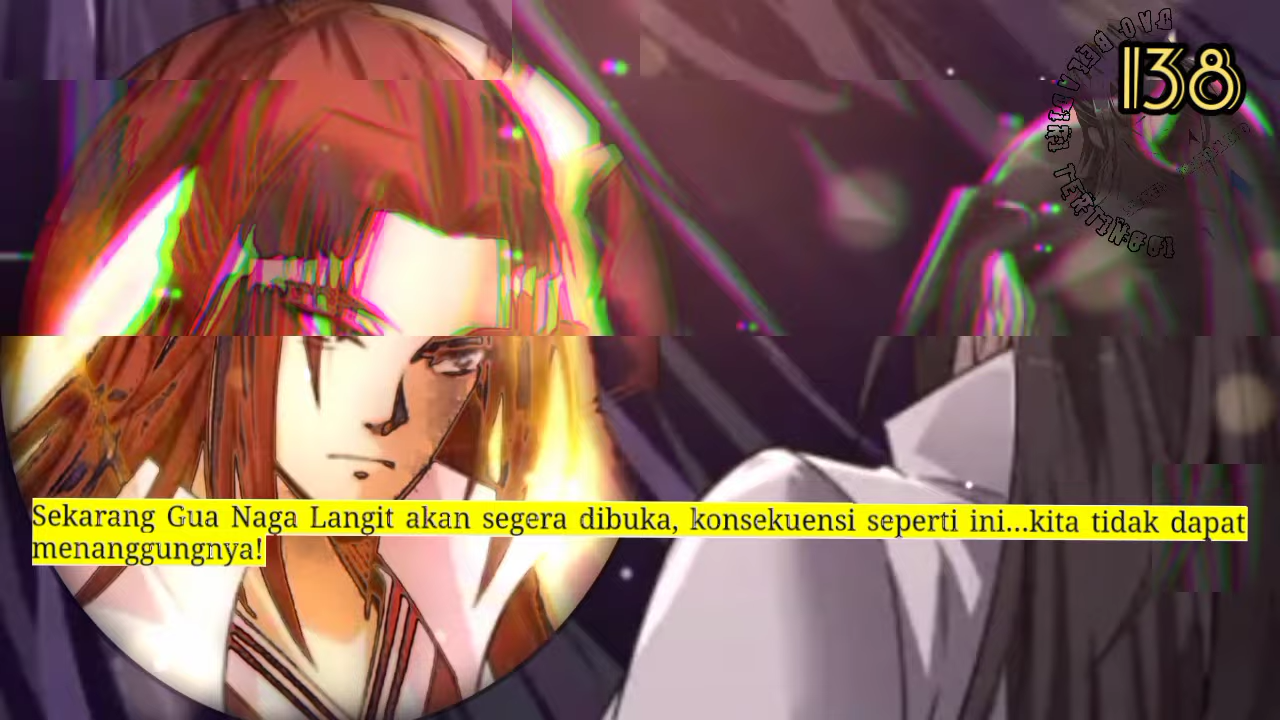 138
Sekarang Gua Naga Langit akan segera dibuka, konsekuensi seperti ini...kita tidak dapat
menanggungnya!